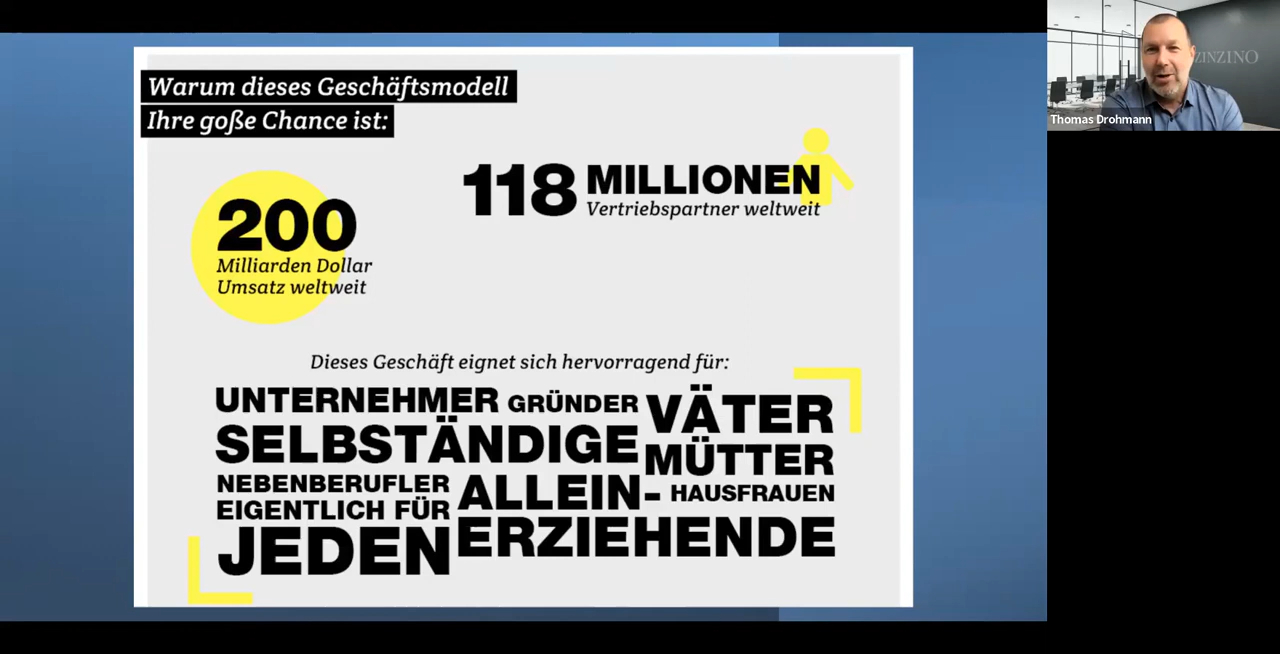 Warum dieses Geschäftsmodell
Ihre goße Chance ist:
200
Milliarden Dollar
Umsatz weltweit
118 MILLIONEN
Vertriebspartner weltweit
Dieses Geschäft eignet sich hervorragend für:
UNTERNEHMER GRÜNDER VÄTER
SELBSTÄNDIGE MÜTTER
NEBENBERUFLER ALLEIN- HAUSFRAUEN
EIGENTLICH FÜR
JEDEN ERZIEHENDE
ZINZINO
Thomas Drohmann